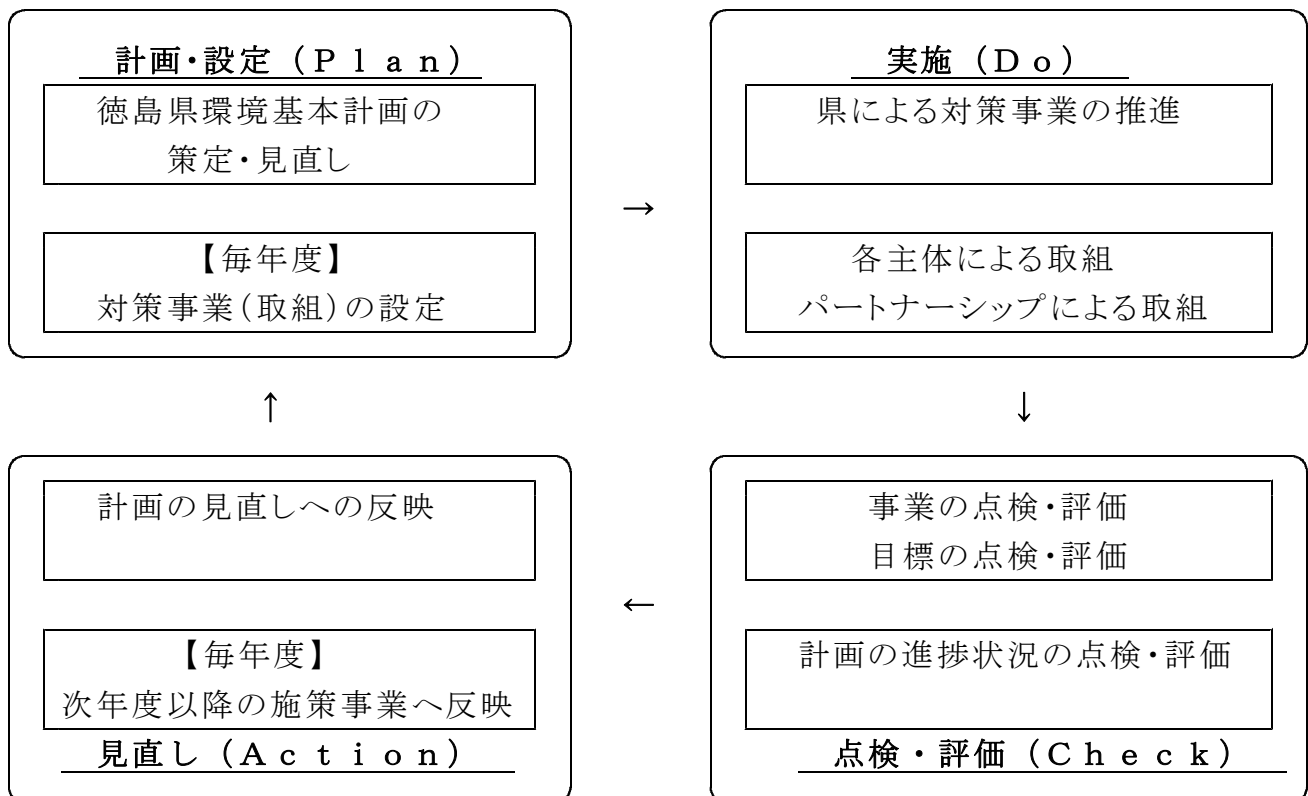 計画・設定（Ｐｌａｎ）
徳島県環境基本計画の
策定・見直し
【毎年度】
対策事業（取組）の設定
→
実施（Ｄｏ）
県による対策事業の推進
各主体による取組
パートナーシップによる取組
↑
↓
計画の見直しへの反映
【毎年度】
次年度以降の施策事業へ反映
見直し（Ａｃｔｉｏｎ）
←
事業の点検・評価
目標の点検・評価
計画の進捗状況の点検・評価
点検・評価（Ｃｈｅｃｋ）